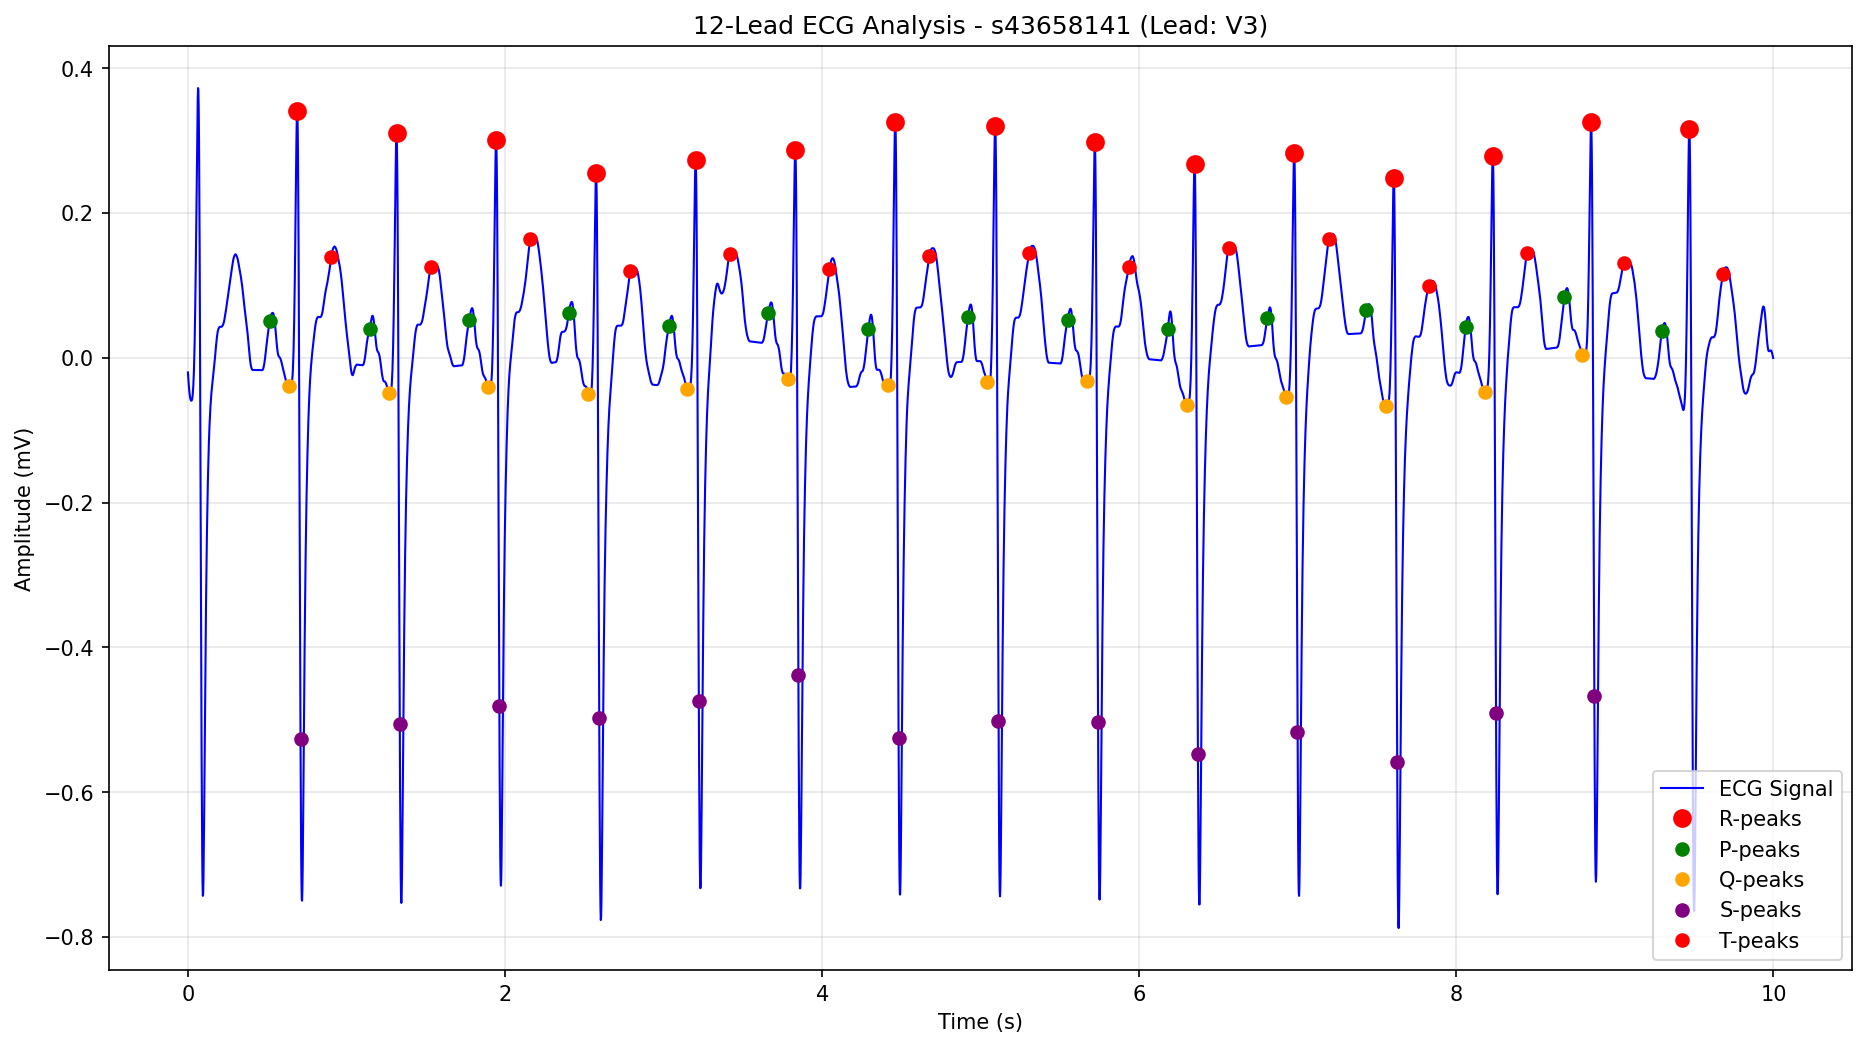 12-Lead ECG Analysis - s43658141 (Lead: V3)
Amplitude (mV)
0.4
0.2
0.0
−0.2
−0.4
−0.6
−0.8
ECG Signal
R-peaks
P-peaks
Q-peaks
S-peaks
T-peaks
0 2 4 6 8 10
Time (s)